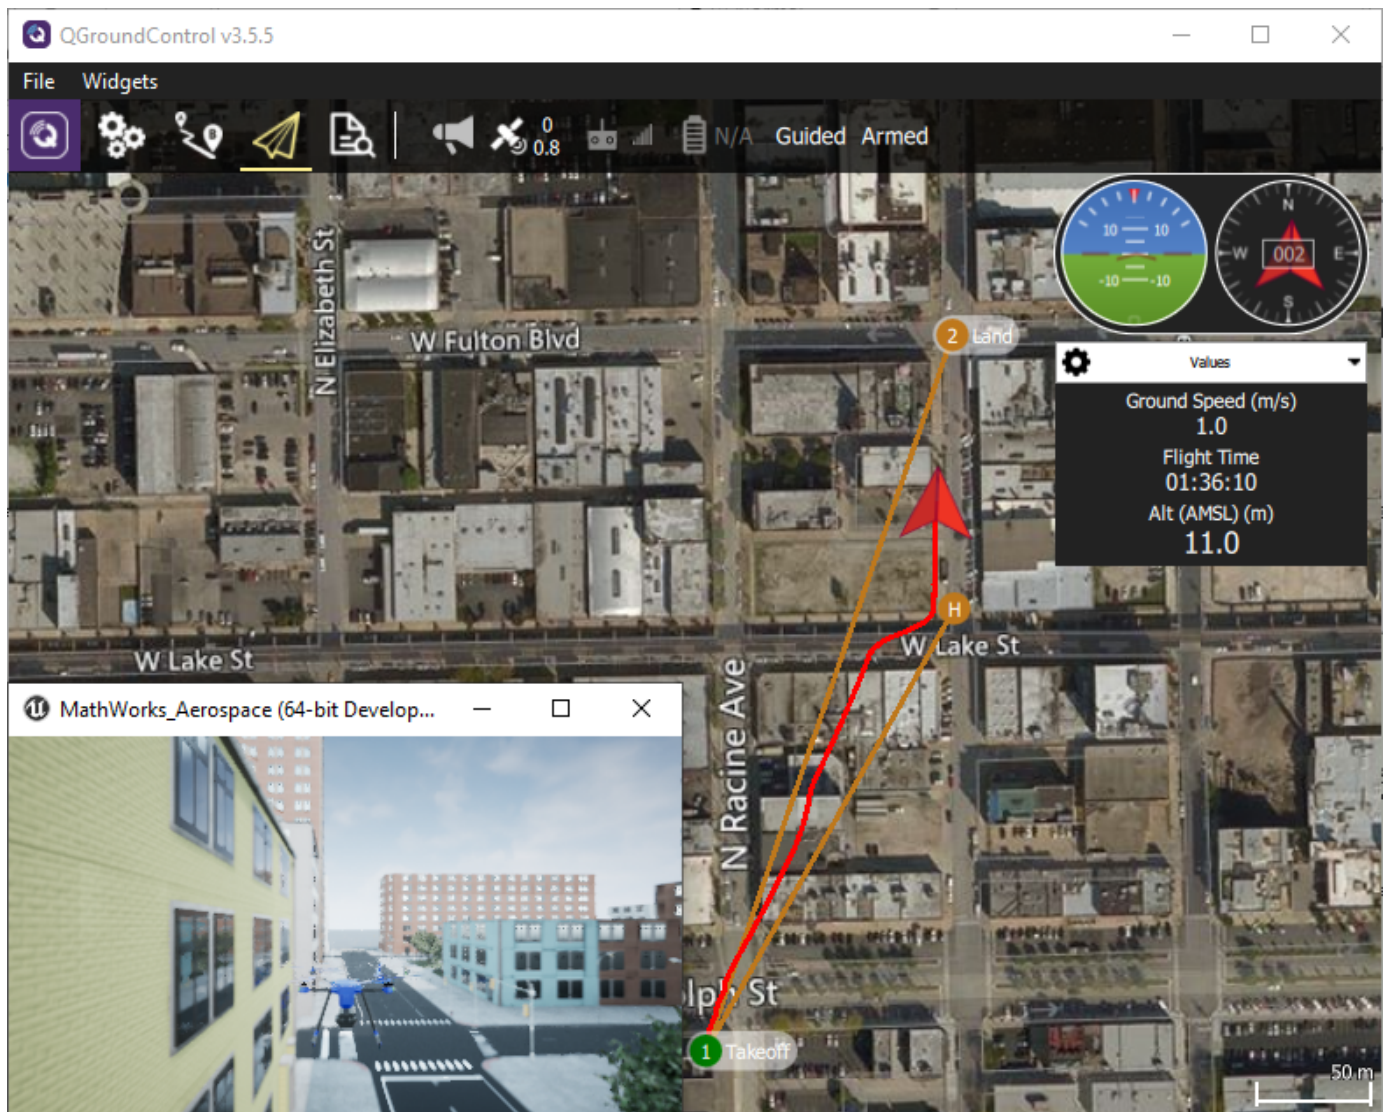 QGroundControl v3.5.5
File Widgets
0
0.8
N/A Guided Armed
N
W 002 E
S
10 10
-10 -10
N Elizabeth St
W Fulton Blvd
2 Land
Values
Ground Speed (m/s)
1.0
Flight Time
01:36:10
Alt (AMSL) (m)
11.0
H
W Lake St
W Lake St
N Racine Ave
MathWorks_Aerospace (64-bit Develop...
lph St
1 Takeoff
50 m